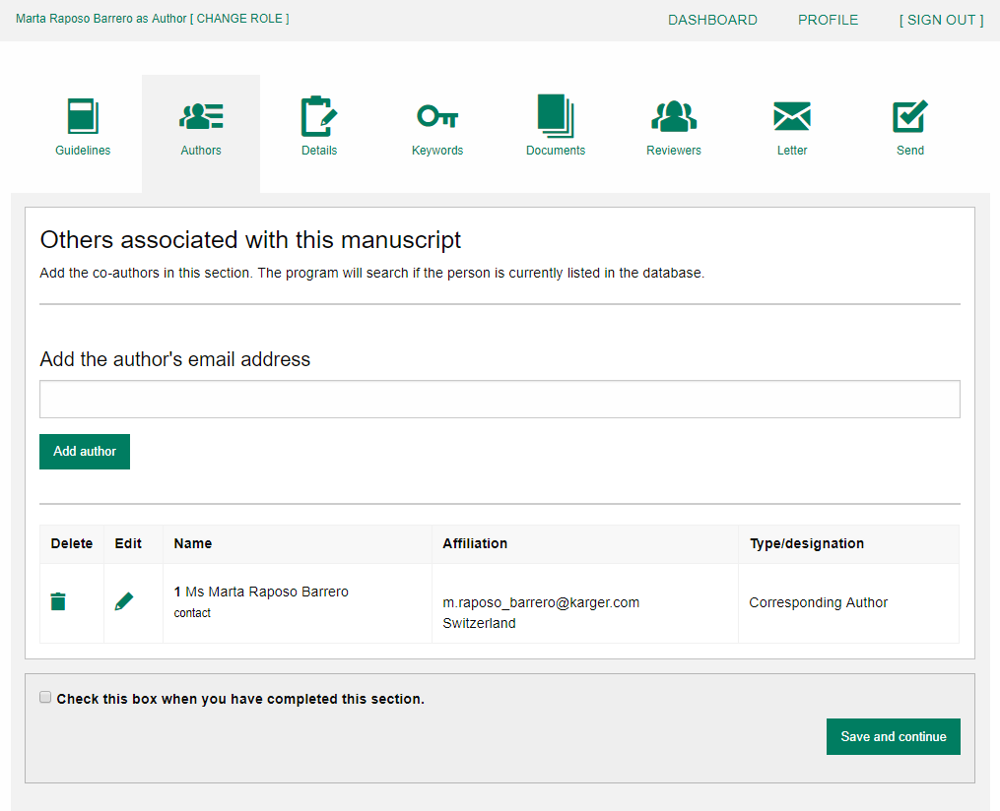 Marta Raposo Barrero as Author [ CHANGE ROLE ]
DASHBOARD
PROFILE
[ SIGN OUT ]
Guidelines
Authors
Details
Keywords
Documents
Reviewers
Letter
Send
Others associated with this manuscript
Add the co-authors in this section. The program will search if the person is currently listed in the database.
Add the author's email address
Add author
Delete Edit Name Affiliation Type/designation
1 Ms Marta Raposo Barrero
contact
m.raposo_barrero@karger.com
Switzerland
Corresponding Author
Check this box when you have completed this section.
Save and continue